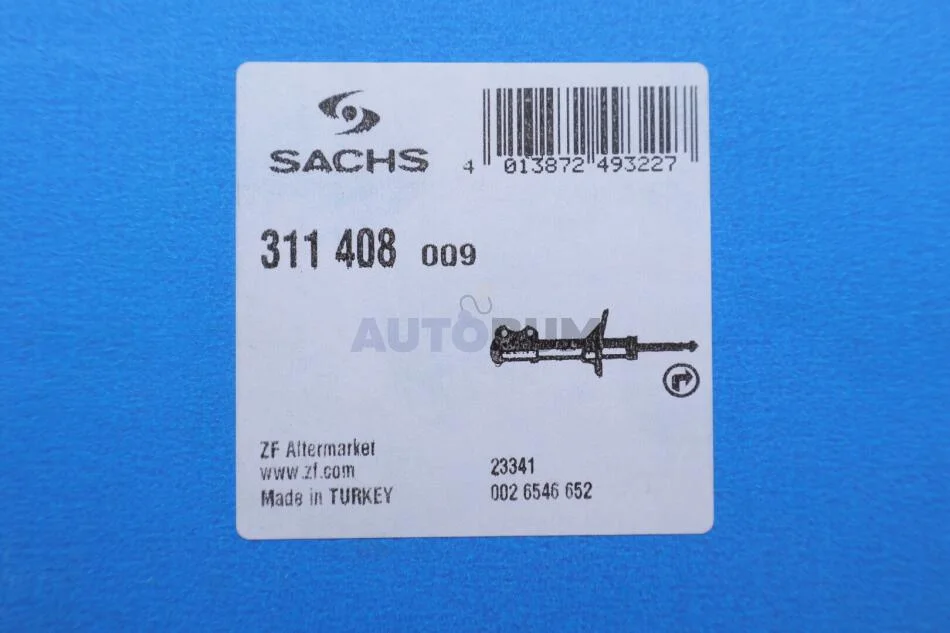 SACHS
4 013872 493227
311 408 009
AUTORUM
ZF Aftermarket
www.zf.com
Made in TURKEY
23341
002 6546 652